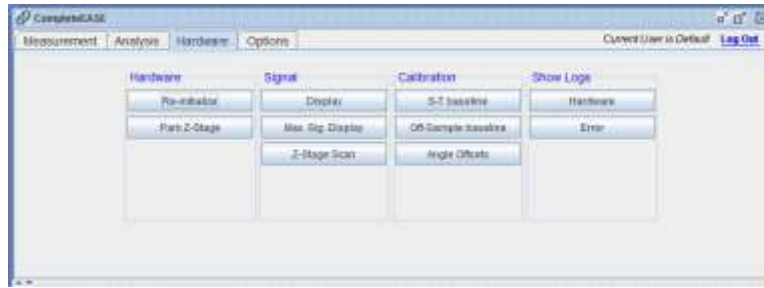 CompleteEASE
Measurement Analysis Hardware Options Current User is Default Log Out
Hardware Signal Calibration Show Logs
Re-initialize Display S-T baseline Hardware
Park Z-Stage Max. Sig. Display Off-Sample baseline Error
Z-Stage Scan Angle Offsets